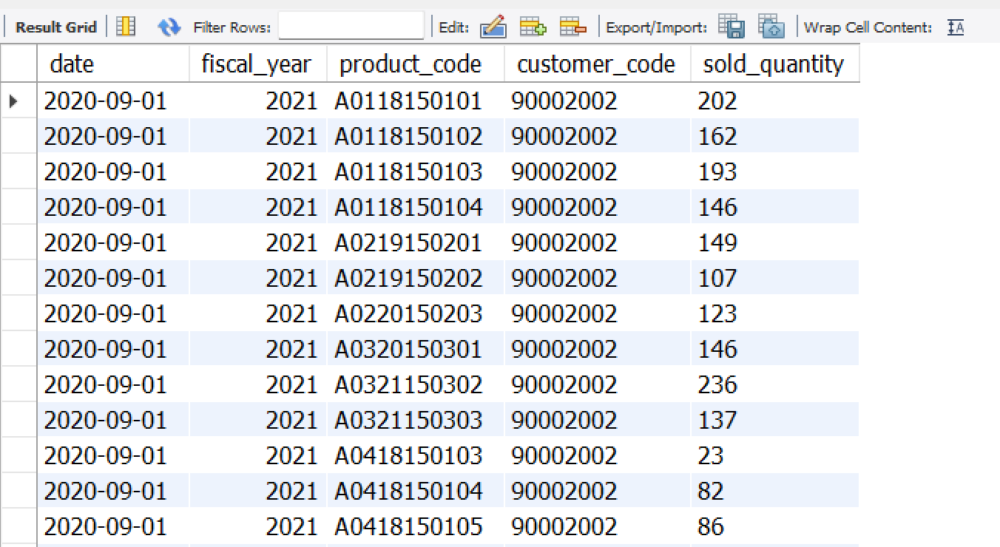 Result Grid Filter Rows: Edit: Export/Import: Wrap Cell Content: IA
date fiscal_year product_code customer_code sold_quantity
2020-09-01 2021 A0118150101 90002002 202
2020-09-01 2021 A0118150102 90002002 162
2020-09-01 2021 A0118150103 90002002 193
2020-09-01 2021 A0118150104 90002002 146
2020-09-01 2021 A0219150201 90002002 149
2020-09-01 2021 A0219150202 90002002 107
2020-09-01 2021 A0220150203 90002002 123
2020-09-01 2021 A0320150301 90002002 146
2020-09-01 2021 A0321150302 90002002 236
2020-09-01 2021 A0321150303 90002002 137
2020-09-01 2021 A0418150103 90002002 23
2020-09-01 2021 A0418150104 90002002 82
2020-09-01 2021 A0418150105 90002002 86